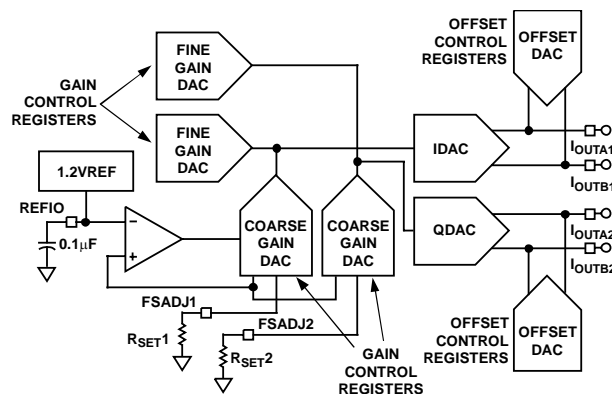 GAIN
CONTROL
REGISTERS
FINE
GAIN
DAC
FINE
GAIN
DAC
OFFSET
CONTROL
REGISTERS
OFFSET
DAC
IDAC
IOUTA1
IOUTB1
1.2VREF
REFIO
0.1μF
−
+
COARSE
GAIN
DAC
COARSE
GAIN
DAC
QDAC
IOUTA2
IOUTB2
FSADJ1
RSET1
FSADJ2
RSET2
GAIN
CONTROL
REGISTERS
OFFSET
CONTROL
REGISTERS
OFFSET
DAC